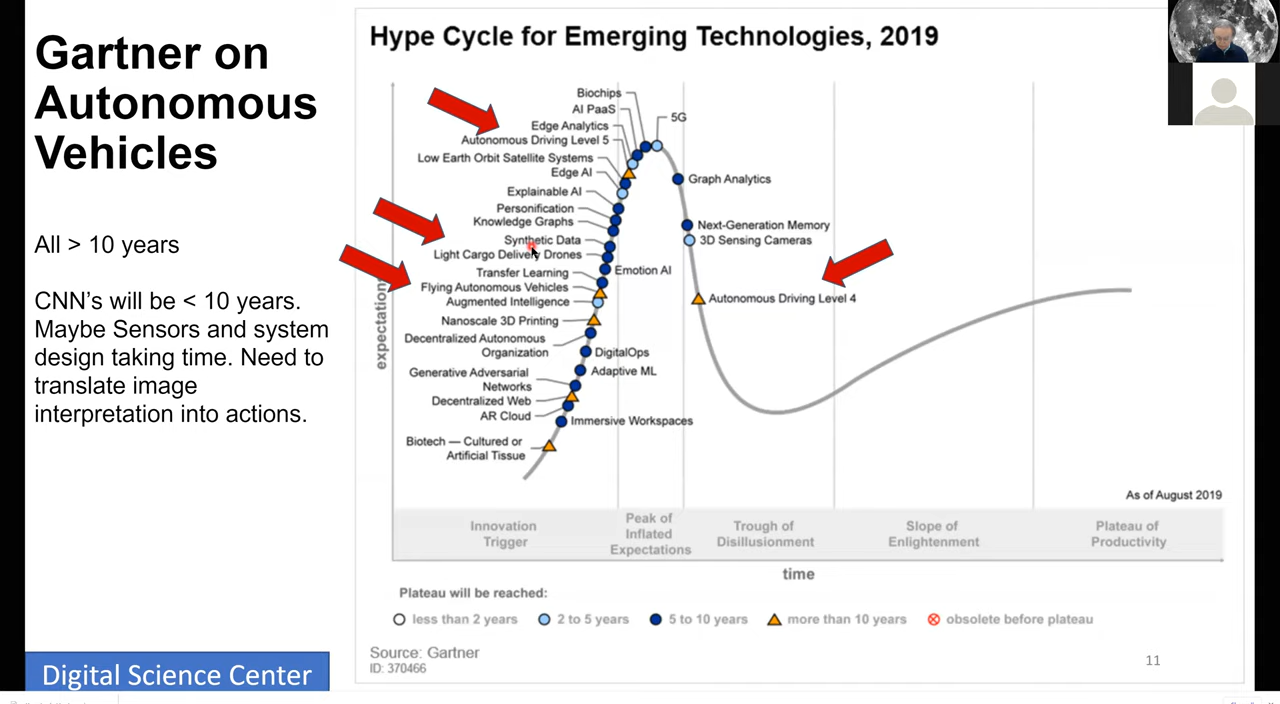 Gartner on
Autonomous
Vehicles
All > 10 years
CNN's will be < 10 years.
Maybe Sensors and system
design taking time. Need to
translate image
interpretation into actions.
Digital Science Center
Hype Cycle for Emerging Technologies, 2019
expectations
Biochips
AI PaaS
Edge Analytics
Autonomous Driving Level 5
Low Earth Orbit Satellite Systems
Edge AI
Explainable AI
Personification
Knowledge Graphs
Synthetic Data
Light Cargo Delivery Drones
Transfer Learning
Flying Autonomous Vehicles
Augmented Intelligence
Nanoscale 3D Printing
Decentralized Autonomous
Organization
Generative Adversarial
Networks
Decentralized Web
AR Cloud
Biotech — Cultured or
Artificial Tissue
5G
Graph Analytics
Next-Generation Memory
3D Sensing Cameras
Emotion AI
Autonomous Driving Level 4
DigitalOps
Adaptive ML
Immersive Workspaces
As of August 2019
Innovation
Trigger
Peak of
Inflated
Expectations
Trough of
Disillusionment
Slope of
Enlightenment
Plateau of
Productivity
time
Plateau will be reached:
less than 2 years
2 to 5 years
5 to 10 years
more than 10 years
obsolete before plateau
Source: Gartner
ID: 370466
11